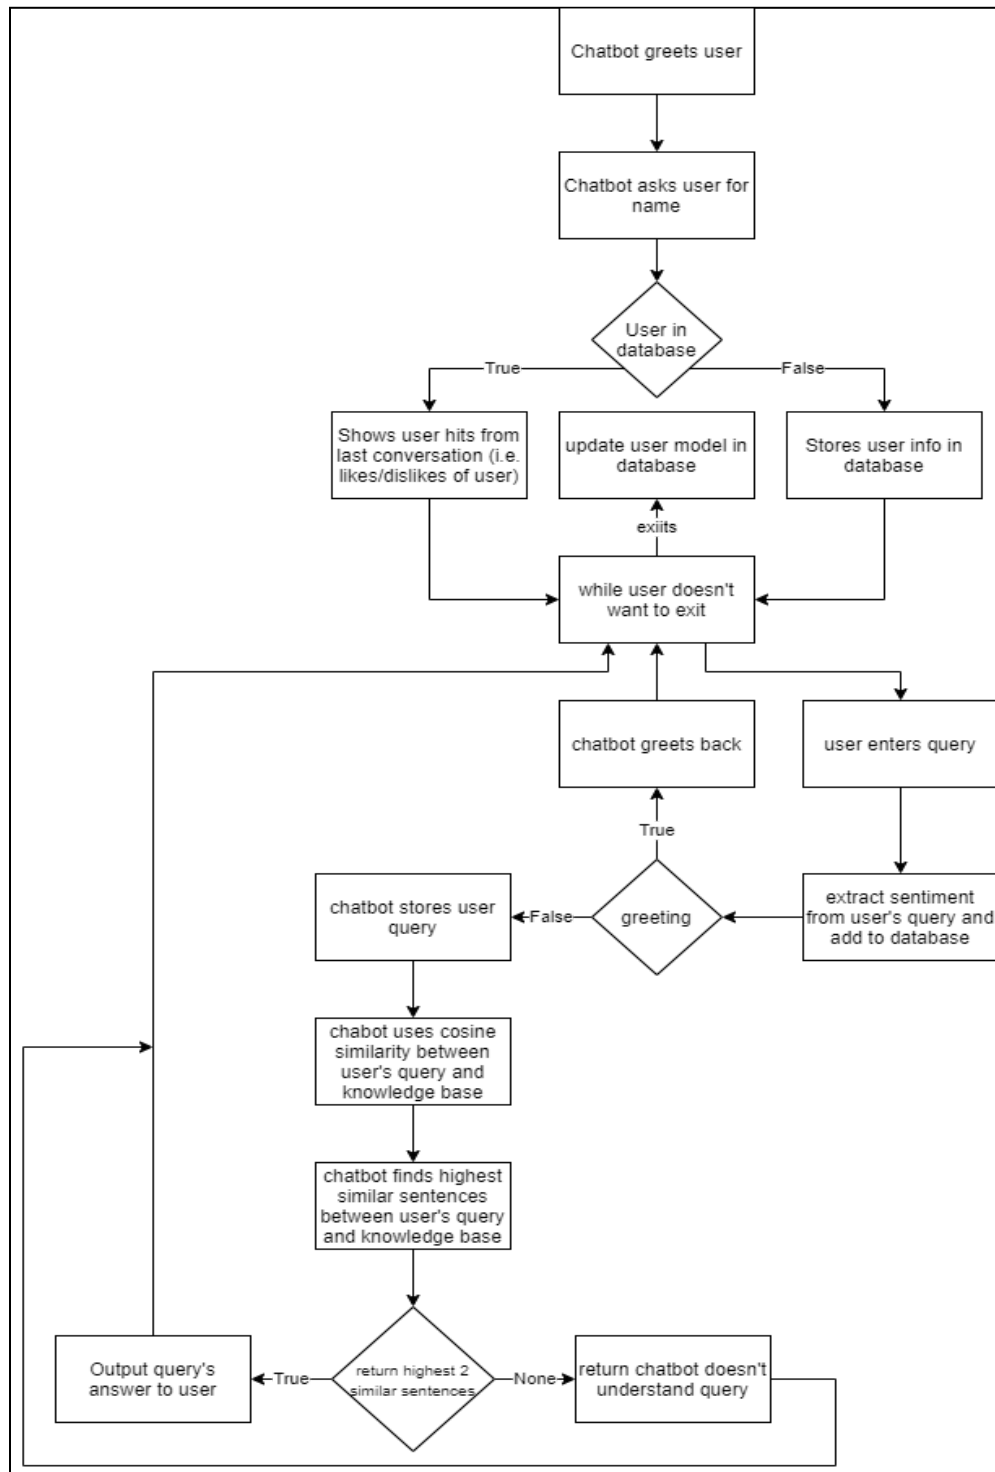 Chatbot greets user
Chatbot asks user for
name
User in
database
True
False
Shows user hits from
last conversation (i.e.
likes/dislikes of user)
update user model in
database
Stores user info in
database
exiits
while user doesn't
want to exit
chatbot greets back
user enters query
True
chatbot stores user
query
False
greeting
extract sentiment
from user's query and
add to database
chabot uses cosine
similarity between
user's query and
knowledge base
chatbot finds highest
similar sentences
between user's query
and knowledge base
Output query's
answer to user
True
return highest 2
similar sentences
None
return chatbot doesn't
understand query